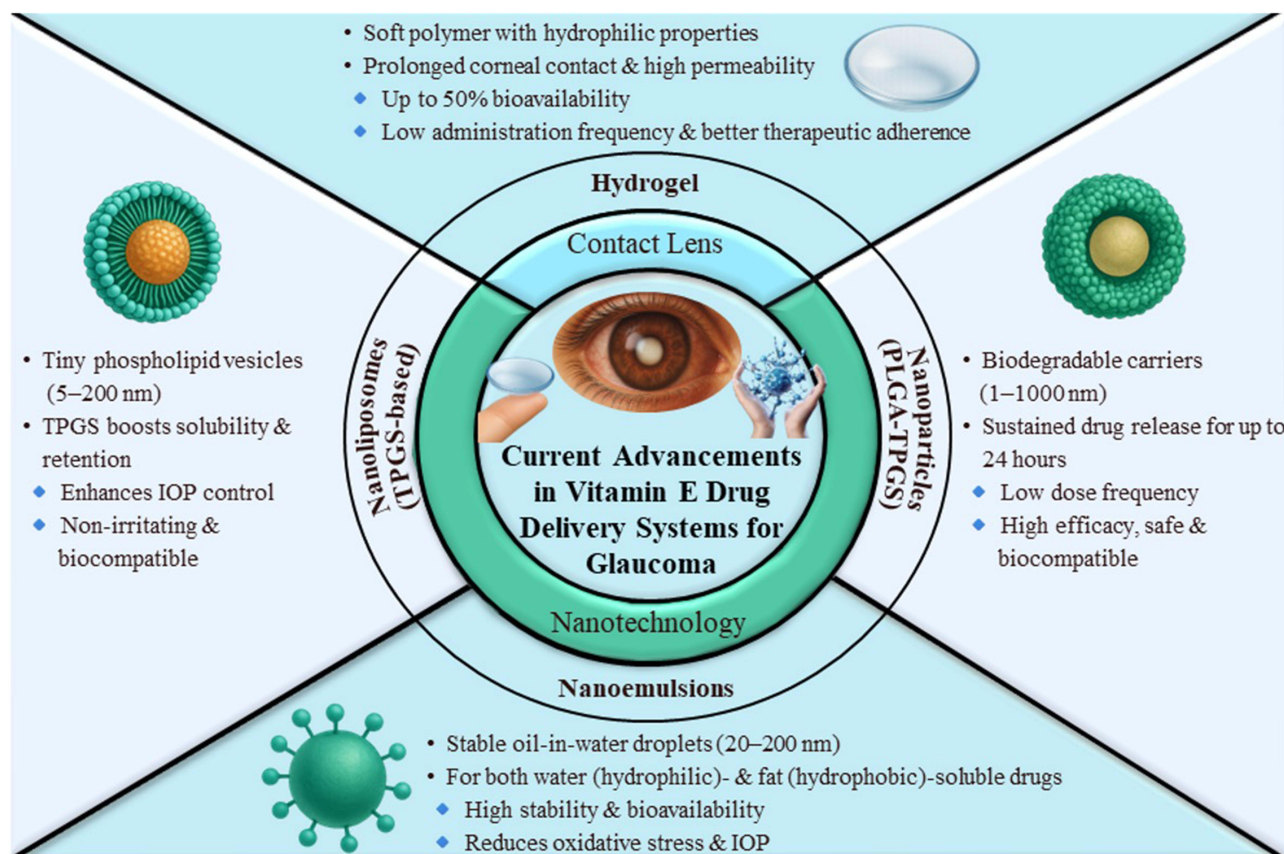 • Soft polymer with hydrophilic properties
• Prolonged corneal contact & high permeability
◆ Up to 50% bioavailability
◆ Low administration frequency & better therapeutic adherence
Hydrogel
Contact Lens
Nanoliposomes
(TPGS-based)
• Tiny phospholipid vesicles
(5–200 nm)
• TPGS boosts solubility &
retention
◆ Enhances IOP control
◆ Non-irritating &
biocompatible
Current Advancements
in Vitamin E Drug
Delivery Systems for
Glaucoma
Nanoparticles
(PLGA-TPGS)
• Biodegradable carriers
(1–1000 nm)
• Sustained drug release for up to
24 hours
◆ Low dose frequency
◆ High efficacy, safe &
biocompatible
Nanotechnology
Nanoemulsions
• Stable oil-in-water droplets (20–200 nm)
• For both water (hydrophilic)- & fat (hydrophobic)-soluble drugs
◆ High stability & bioavailability
◆ Reduces oxidative stress & IOP